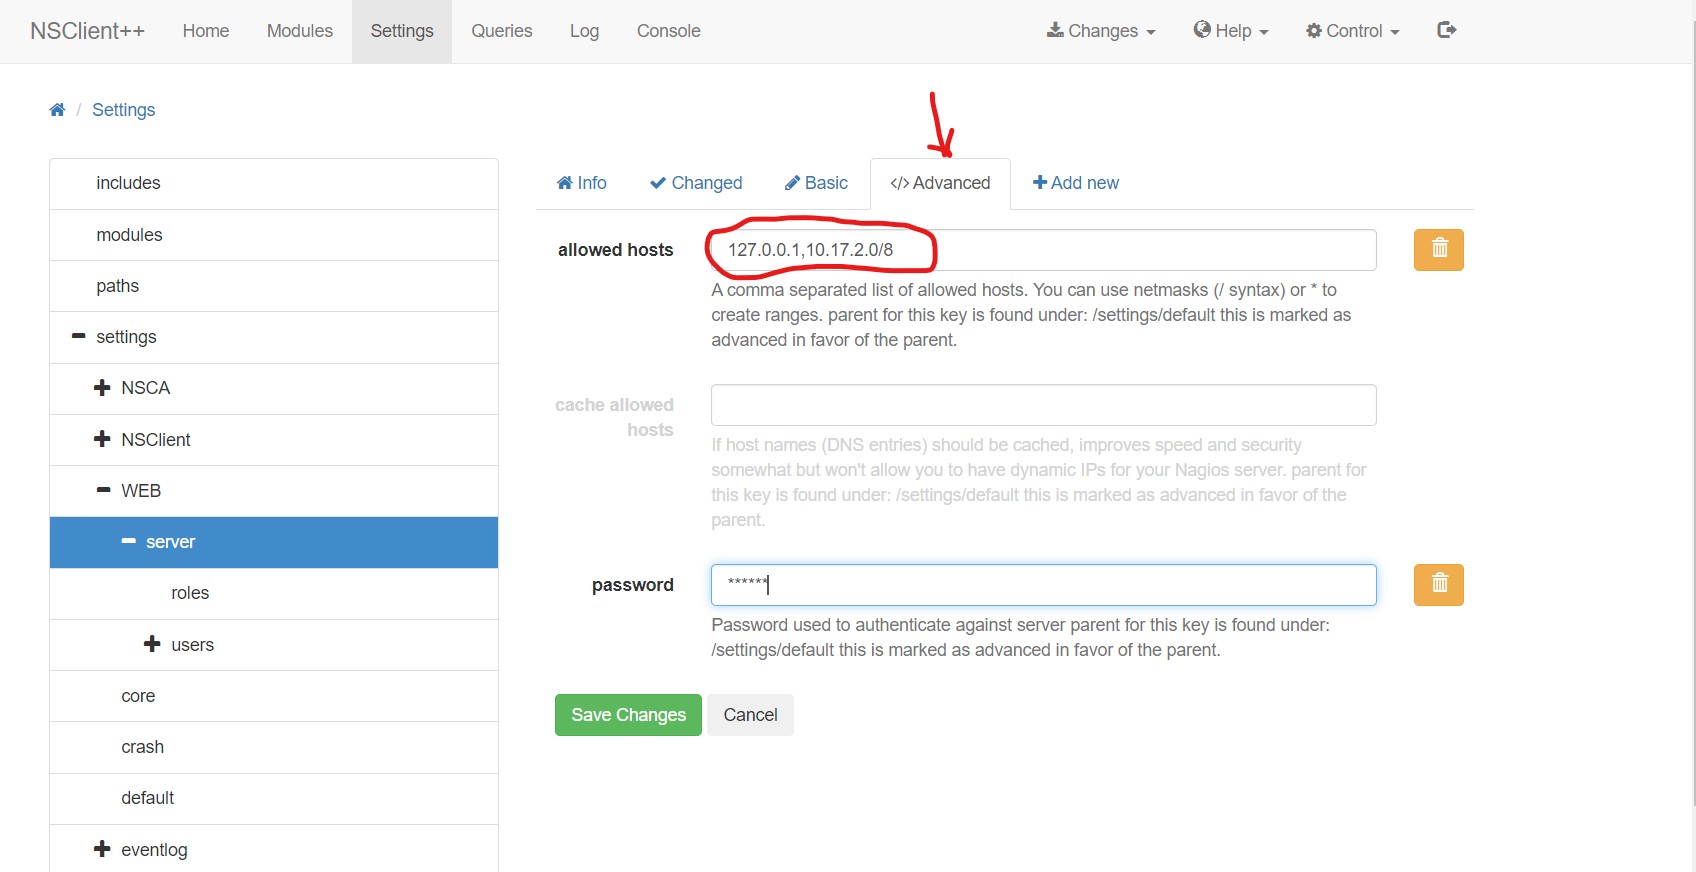 NSClient++ Home Modules Settings Queries Log Console Changes Help Control
/ Settings
includes
modules
paths
settings
NSCA
NSClient
WEB
server
roles
users
core
crash
default
eventlog
Info Changed Basic </> Advanced Add new
allowed hosts 127.0.0.1,10.17.2.0/8
A comma separated list of allowed hosts. You can use netmasks (/ syntax) or * to
create ranges. parent for this key is found under: /settings/default this is marked as
advanced in favor of the parent.
cache allowed
hosts
If host names (DNS entries) should be cached, improves speed and security
somewhat but won't allow you to have dynamic IPs for your Nagios server. parent for
this key is found under: /settings/default this is marked as advanced in favor of the
parent.
password ******
Password used to authenticate against server parent for this key is found under:
/settings/default this is marked as advanced in favor of the parent.
Save Changes Cancel